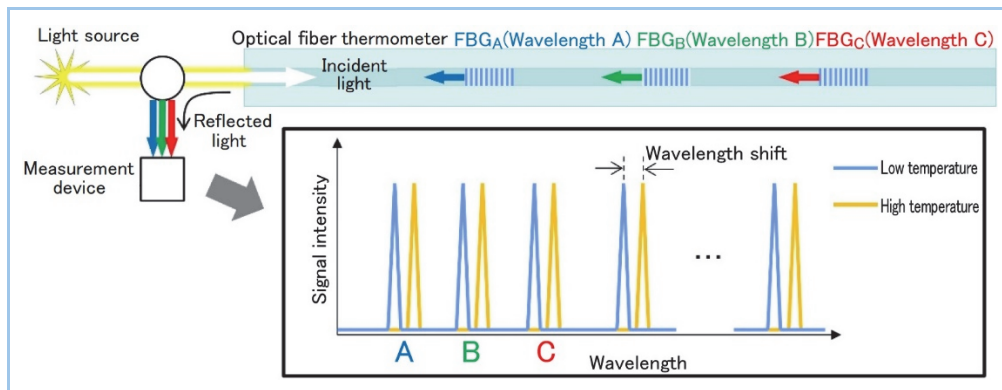 Light source
Optical fiber thermometer FBGA(Wavelength A) FBGB(Wavelength B) FBGC(Wavelength C)
Incident
light
Reflected
light
Measurement
device
Wavelength shift
Low temperature
High temperature
Signal intensity
...
A B C
Wavelength